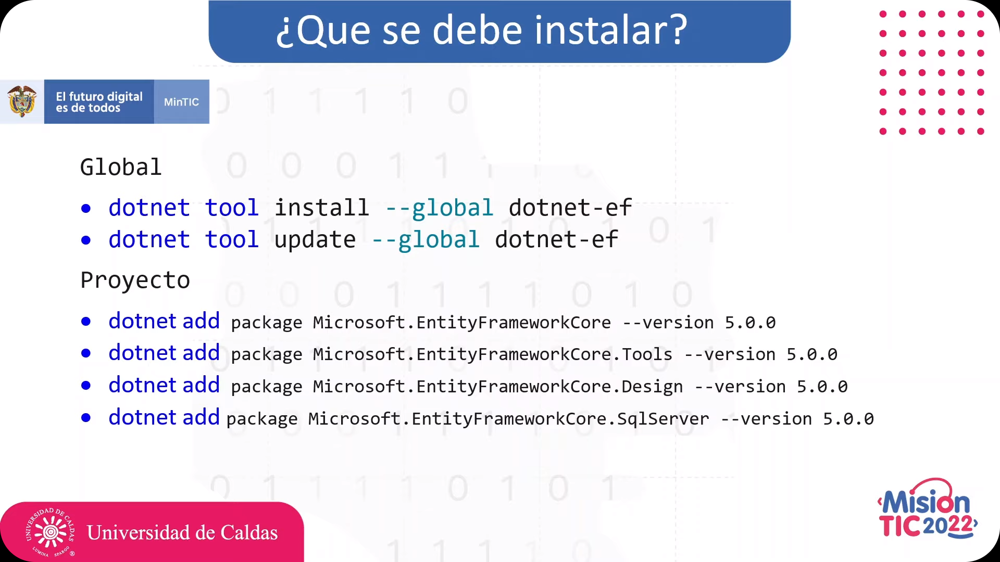 ¿Que se debe instalar?
El futuro digital
es de todos
MinTIC
Global
• dotnet tool install --global dotnet-ef
• dotnet tool update --global dotnet-ef
Proyecto
• dotnet add package Microsoft.EntityFrameworkCore --version 5.0.0
• dotnet add package Microsoft.EntityFrameworkCore.Tools --version 5.0.0
• dotnet add package Microsoft.EntityFrameworkCore.Design --version 5.0.0
• dotnet add package Microsoft.EntityFrameworkCore.SqlServer --version 5.0.0
UNIVERSIDAD DE CALDAS
LUMINA SPARGO
®
Universidad de Caldas
‹Mision
TIC 2022›